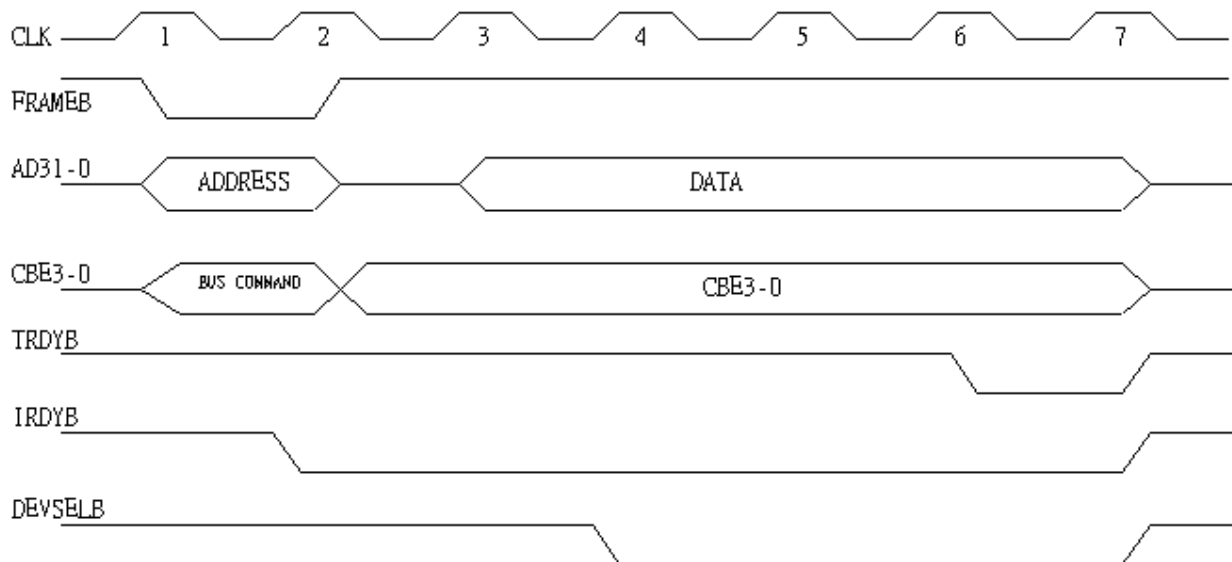 CLK 1 2 3 4 5 6 7
FRAMEB
AD31-0 ADDRESS DATA
CBE3-0 BUS COMMAND CBE3-0
TRDYB
IRDYB
DEVSELB